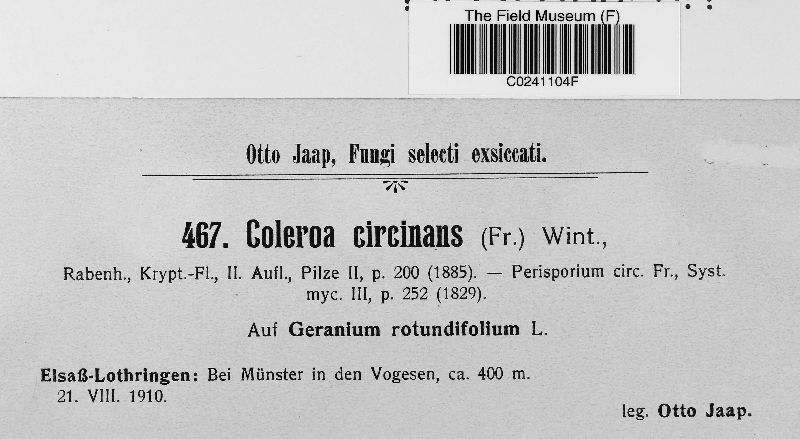 The Field Museum (F)
C0241104F
Otto Jaap, Fungi selecti exsiccati.
467. Coleroa circinans (Fr.) Wint.,
Rabenh., Krypt.-Fl., II. Aufl., Pilze II, p. 200 (1885). — Perisporium circ. Fr., Syst.
myc. III, p. 252 (1829).
Auf Geranium rotundifolium L.
Elsaß-Lothringen: Bei Münster in den Vogesen, ca. 400 m.
21. VIII. 1910.
leg. Otto Jaap.